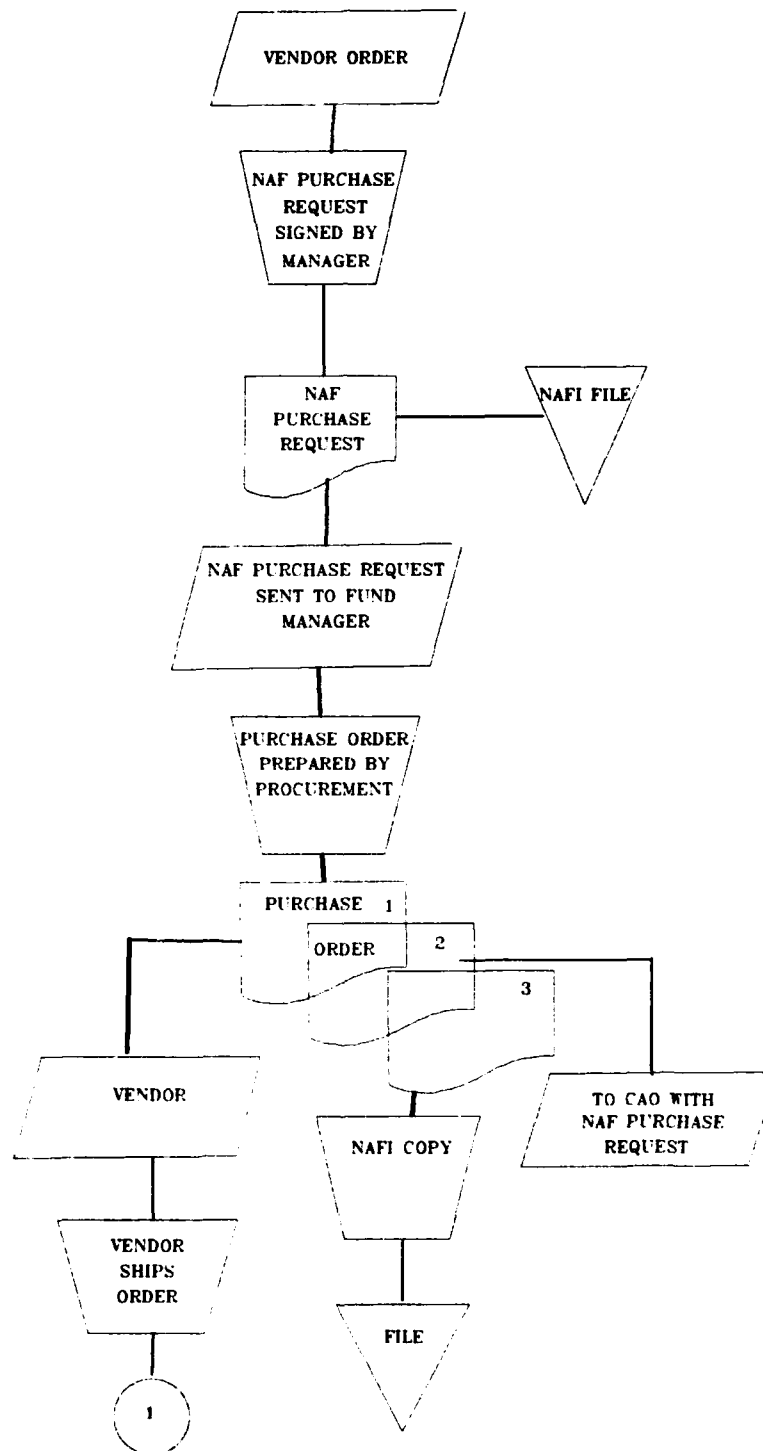 VENDOR ORDER
NAF PURCHASE
REQUEST
SIGNED BY
MANAGER
NAF
PURCHASE
REQUEST
NAFI FILE
NAF PURCHASE REQUEST
SENT TO FUND
MANAGER
PURCHASE ORDER
PREPARED BY
PROCUREMENT
PURCHASE 1
ORDER 2
3
VENDOR
NAFI COPY
TO CAO WITH
NAF PURCHASE
REQUEST
VENDOR
SHIPS
ORDER
FILE
1